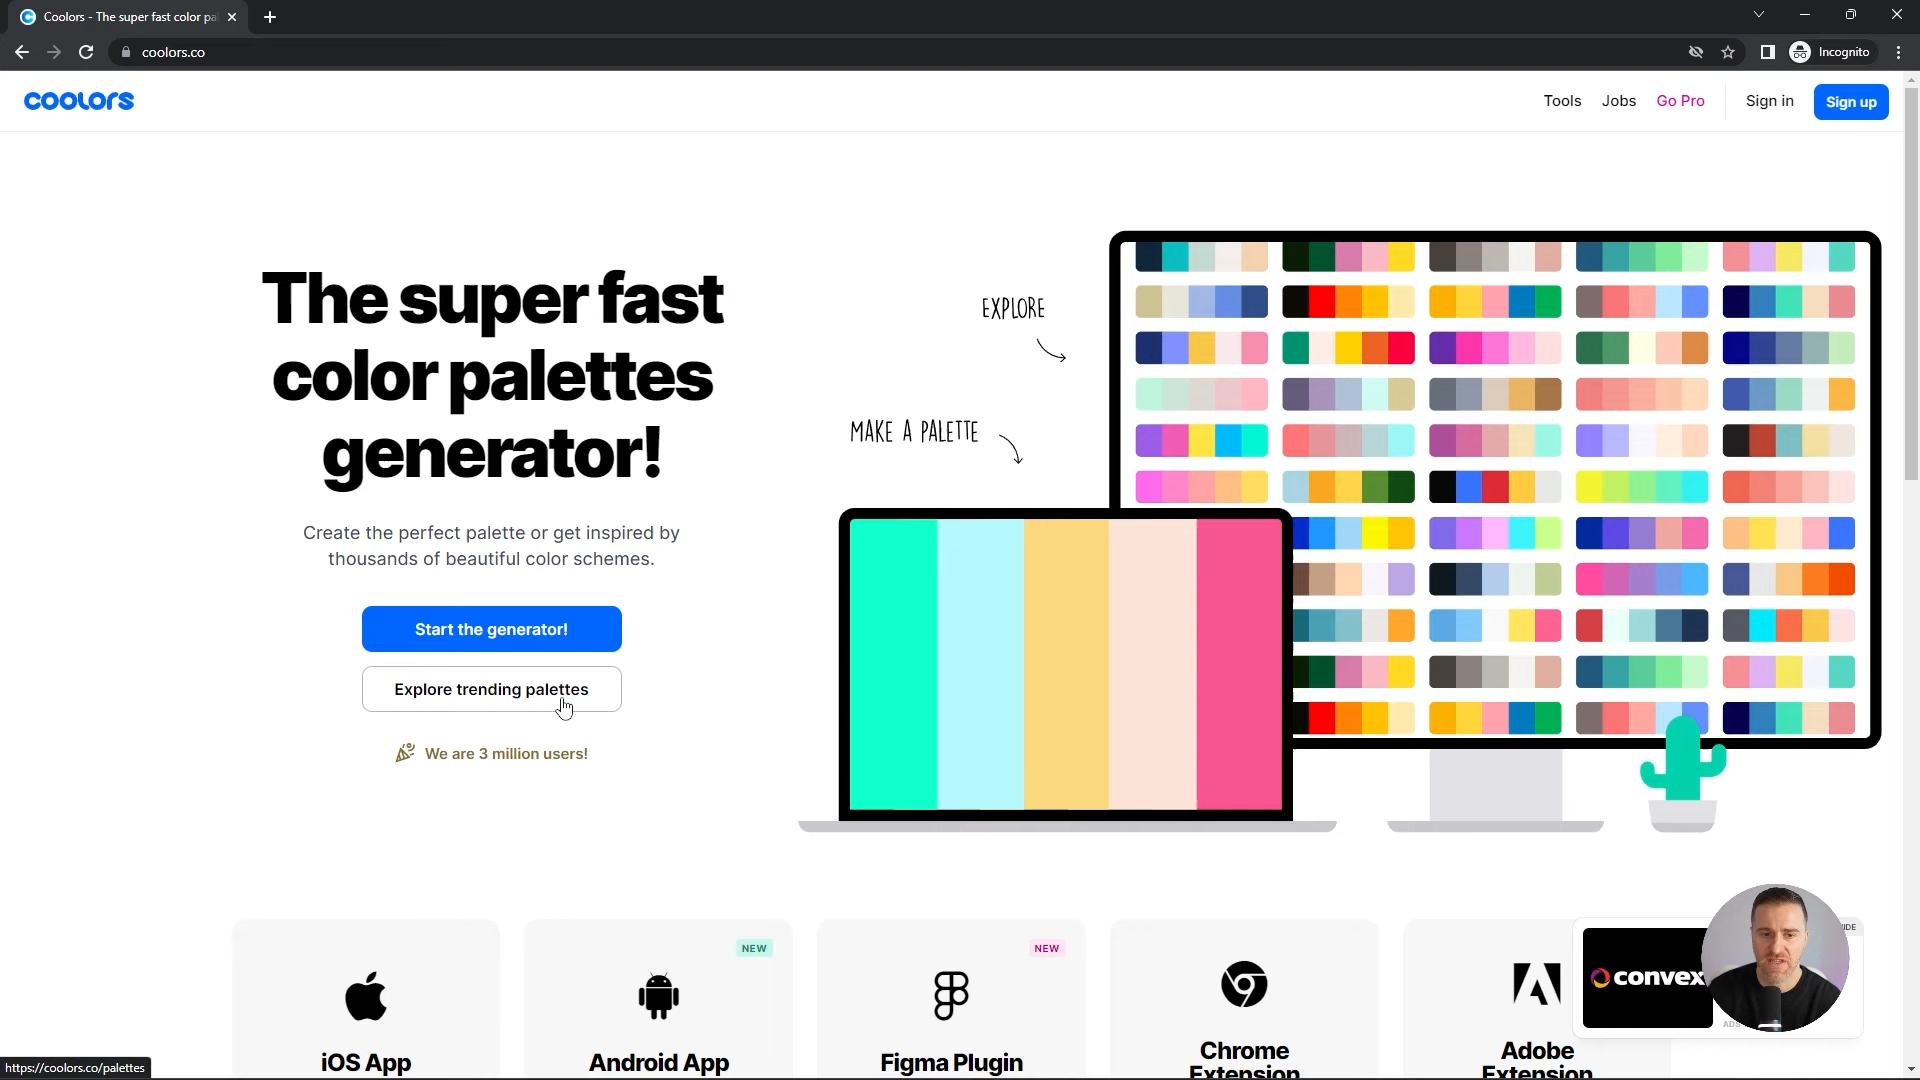 Coolors - The super fast color pa
coolors.co
Incognito
coolors
Tools
Jobs
Go Pro
Sign in
Sign up
The super fast
color palettes
generator!
EXPLORE
MAKE A PALETTE
Create the perfect palette or get inspired by
thousands of beautiful color schemes.
Start the generator!
Explore trending palettes
We are 3 million users!
NEW
NEW
iOS App
Android App
Figma Plugin
Chrome
Extension
Adobe
Extension
convex
ADS
https://coolors.co/palettes